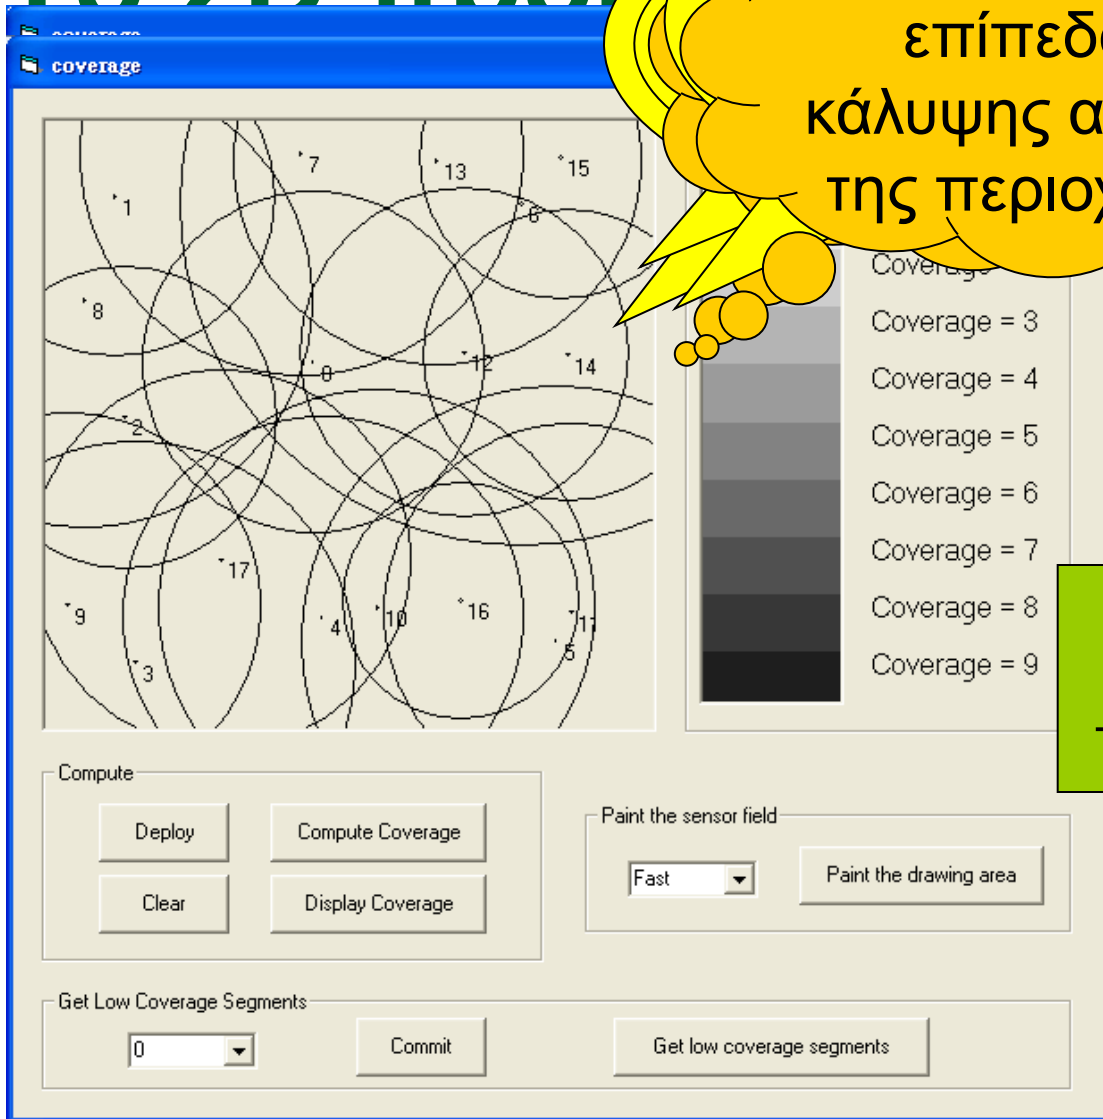 coverage
coverage
επίπεδο
κάλυψης
της
7
13
15
1
6
8
0
12
14
2
17
9
4
10
16
11
3
5
Coverage = 3
Coverage = 4
Coverage = 5
Coverage = 6
Coverage = 7
Coverage = 8
Coverage = 9
Compute
Deploy
Compute Coverage
Clear
Display Coverage
Paint the sensor field
Fast
Paint the drawing area
Get Low Coverage Segments
0
Commit
Get low coverage segments